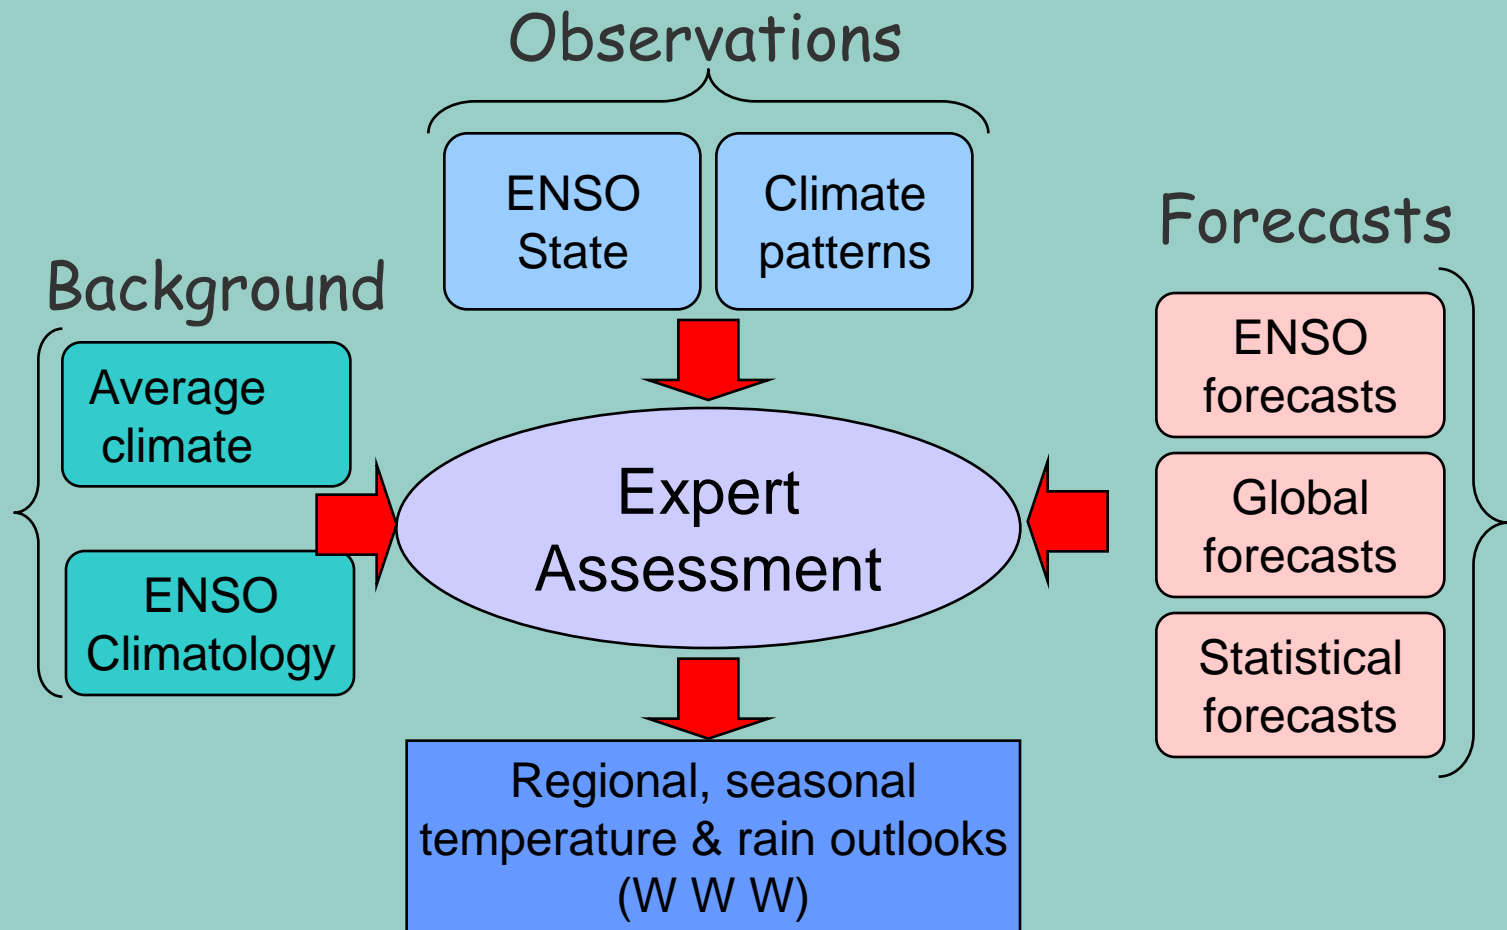 Observations
ENSO
State
Climate
patterns
Background
Average
climate
ENSO
Climatology
Expert
Assessment
Forecasts
ENSO
forecasts
Global
forecasts
Statistical
forecasts
Regional, seasonal
temperature & rain outlooks
(W W W)